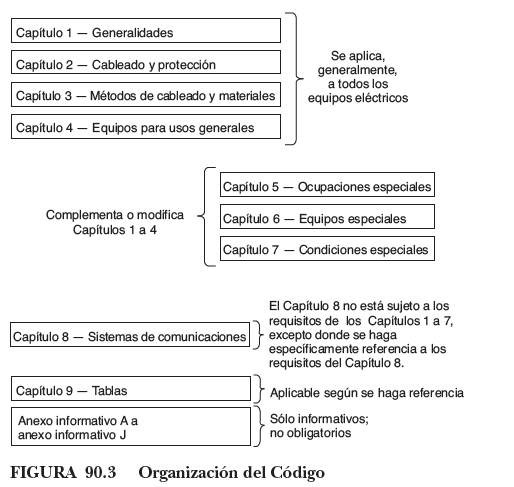 Capítulo 1 — Generalidades
Capítulo 2 — Cableado y protección
Capítulo 3 — Métodos de cableado y materiales
Capítulo 4 — Equipos para usos generales
Se aplica,
generalmente,
a todos los
equipos eléctricos
Complementa o modifica
Capítulos 1 a 4
Capítulo 5 — Ocupaciones especiales
Capítulo 6 — Equipos especiales
Capítulo 7 — Condiciones especiales
Capítulo 8 — Sistemas de comunicaciones
El Capítulo 8 no está sujeto a los
requisitos de los Capítulos 1 a 7,
excepto donde se haga
específicamente referencia a los
requisitos del Capítulo 8.
Capítulo 9 — Tablas
Aplicable según se haga referencia
Anexo informativo A a
anexo informativo J
Sólo informativos;
no obligatorios
FIGURA 90.3 Organización del Código